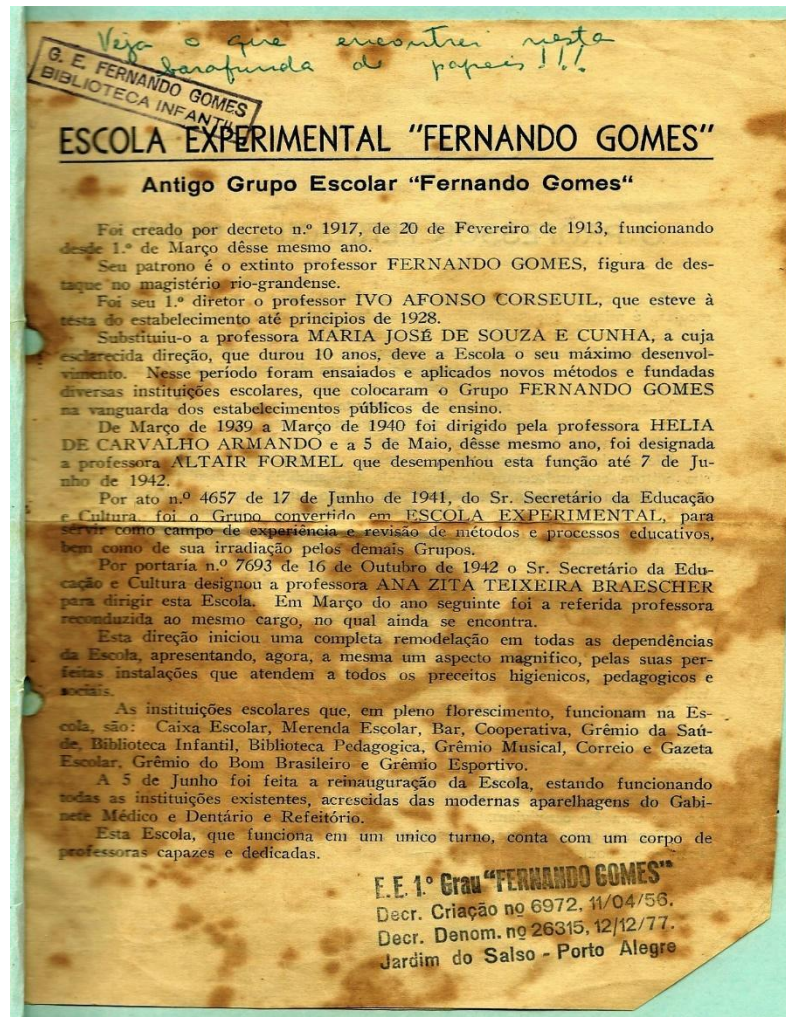 Veja o que encontrei nesta
barafunda de papeis!!!
G. E. FERNANDO GOMES
BIBLIOTECA INFANTIL
ESCOLA EXPERIMENTAL "FERNANDO GOMES"
Antigo Grupo Escolar "Fernando Gomes"
Foi creado por decreto n.º 1917, de 20 de Fevereiro de 1913, funcionando
desde 1.º de Março dêsse mesmo ano.
Seu patrono é o extinto professor FERNANDO GOMES, figura de des-
taque no magistério rio-grandense.
Foi seu 1.º diretor o professor IVO AFONSO CORSEUIL, que esteve à
testa do estabelecimento até principios de 1928.
Substituiu-o a professora MARIA JOSÉ DE SOUZA E CUNHA, a cuja
esclarecida direção, que durou 10 anos, deve a Escola o seu máximo desenvol-
vimento. Nesse período foram ensaiados e aplicados novos métodos e fundadas
diversas instituições escolares, que colocaram o Grupo FERNANDO GOMES
na vanguarda dos estabelecimentos públicos de ensino.
De Março de 1939 a Março de 1940 foi dirigido pela professora HELIA
DE CARVALHO ARMANDO e a 5 de Maio, dêsse mesmo ano, foi designada
a professora ALTAIR FORMEL que desempenhou esta função até 7 de Ju-
nho de 1942.
Por ato n.º 4657 de 17 de Junho de 1941, do Sr. Secretário da Educação
e Cultura, foi o Grupo convertido em ESCOLA EXPERIMENTAL, para
servir como campo de experiência e revisão de métodos e processos educativos,
bem como de sua irradiação pelos demais Grupos.
Por portaria n.º 7693 de 16 de Outubro de 1942 o Sr. Secretário da Edu-
cação e Cultura designou a professora ANA ZITA TEIXEIRA BRAESCHER
para dirigir esta Escola. Em Março do ano seguinte foi a referida professora
reconduzida ao mesmo cargo, no qual ainda se encontra.
Esta direção iniciou uma completa remodelação em todas as dependências
da Escola, apresentando, agora, a mesma um aspecto magnifico, pelas suas per-
feitas instalações que atendem a todos os preceitos higienicos, pedagogicos e
sociais.
As instituições escolares que, em pleno florescimento, funcionam na Es-
cola, são: Caixa Escolar, Merenda Escolar, Bar, Cooperativa, Grêmio da Saú-
de, Biblioteca Infantil, Biblioteca Pedagogica, Grêmio Musical, Correio e Gazeta
Escolar, Grêmio do Bom Brasileiro e Grêmio Esportivo.
A 5 de Junho foi feita a reinauguração da Escola, estando funcionando
todas as instituições existentes, acrescidas das modernas aparelhagens do Gabi-
nete Médico e Dentário e Refeitório.
Esta Escola, que funciona em um unico turno, conta com um corpo de
professoras capazes e dedicadas.
E.E. 1.º Grau "FERNANDO GOMES"
Decr. Criação nº 6972, 11/04/56.
Decr. Denom. nº 26315, 12/12/77.
Jardim do Salso - Porto Alegre